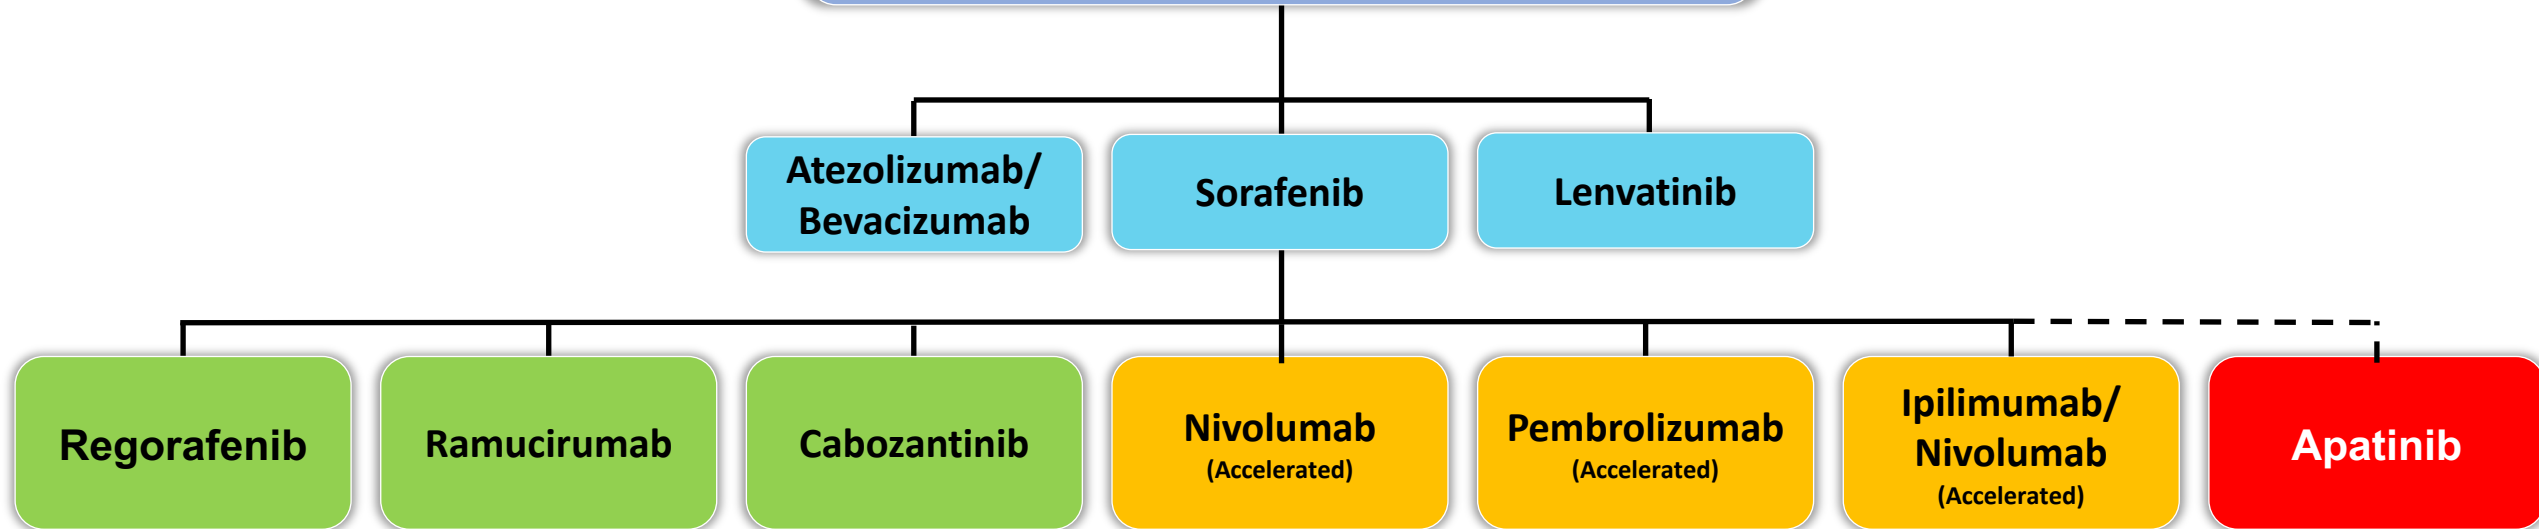 Atezolizumab/
Bevacizumab
Sorafenib
Lenvatinib
Regorafenib
Ramucirumab
Cabozantinib
Nivolumab
(Accelerated)
Pembrolizumab
(Accelerated)
Ipilimumab/
Nivolumab
(Accelerated)
Apatinib